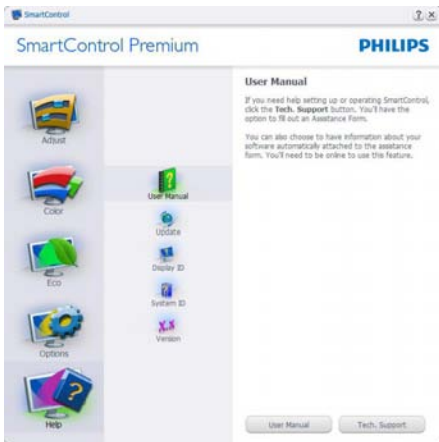 SmartControl
SmartControl Premium
PHILIPS
Adjust
Color
Eco
Options
Help
User Manual
Update
Display ID
System ID
X.x
Version
User Manual
If you need help setting up or operating SmartControl,
click the Tech. Support button. You'll have the
option to fill out an Assistance Form.
You can also choose to have information about your
software automatically attached to the assistance
form. You'll need to be online to use this feature.
User Manual
Tech. Support